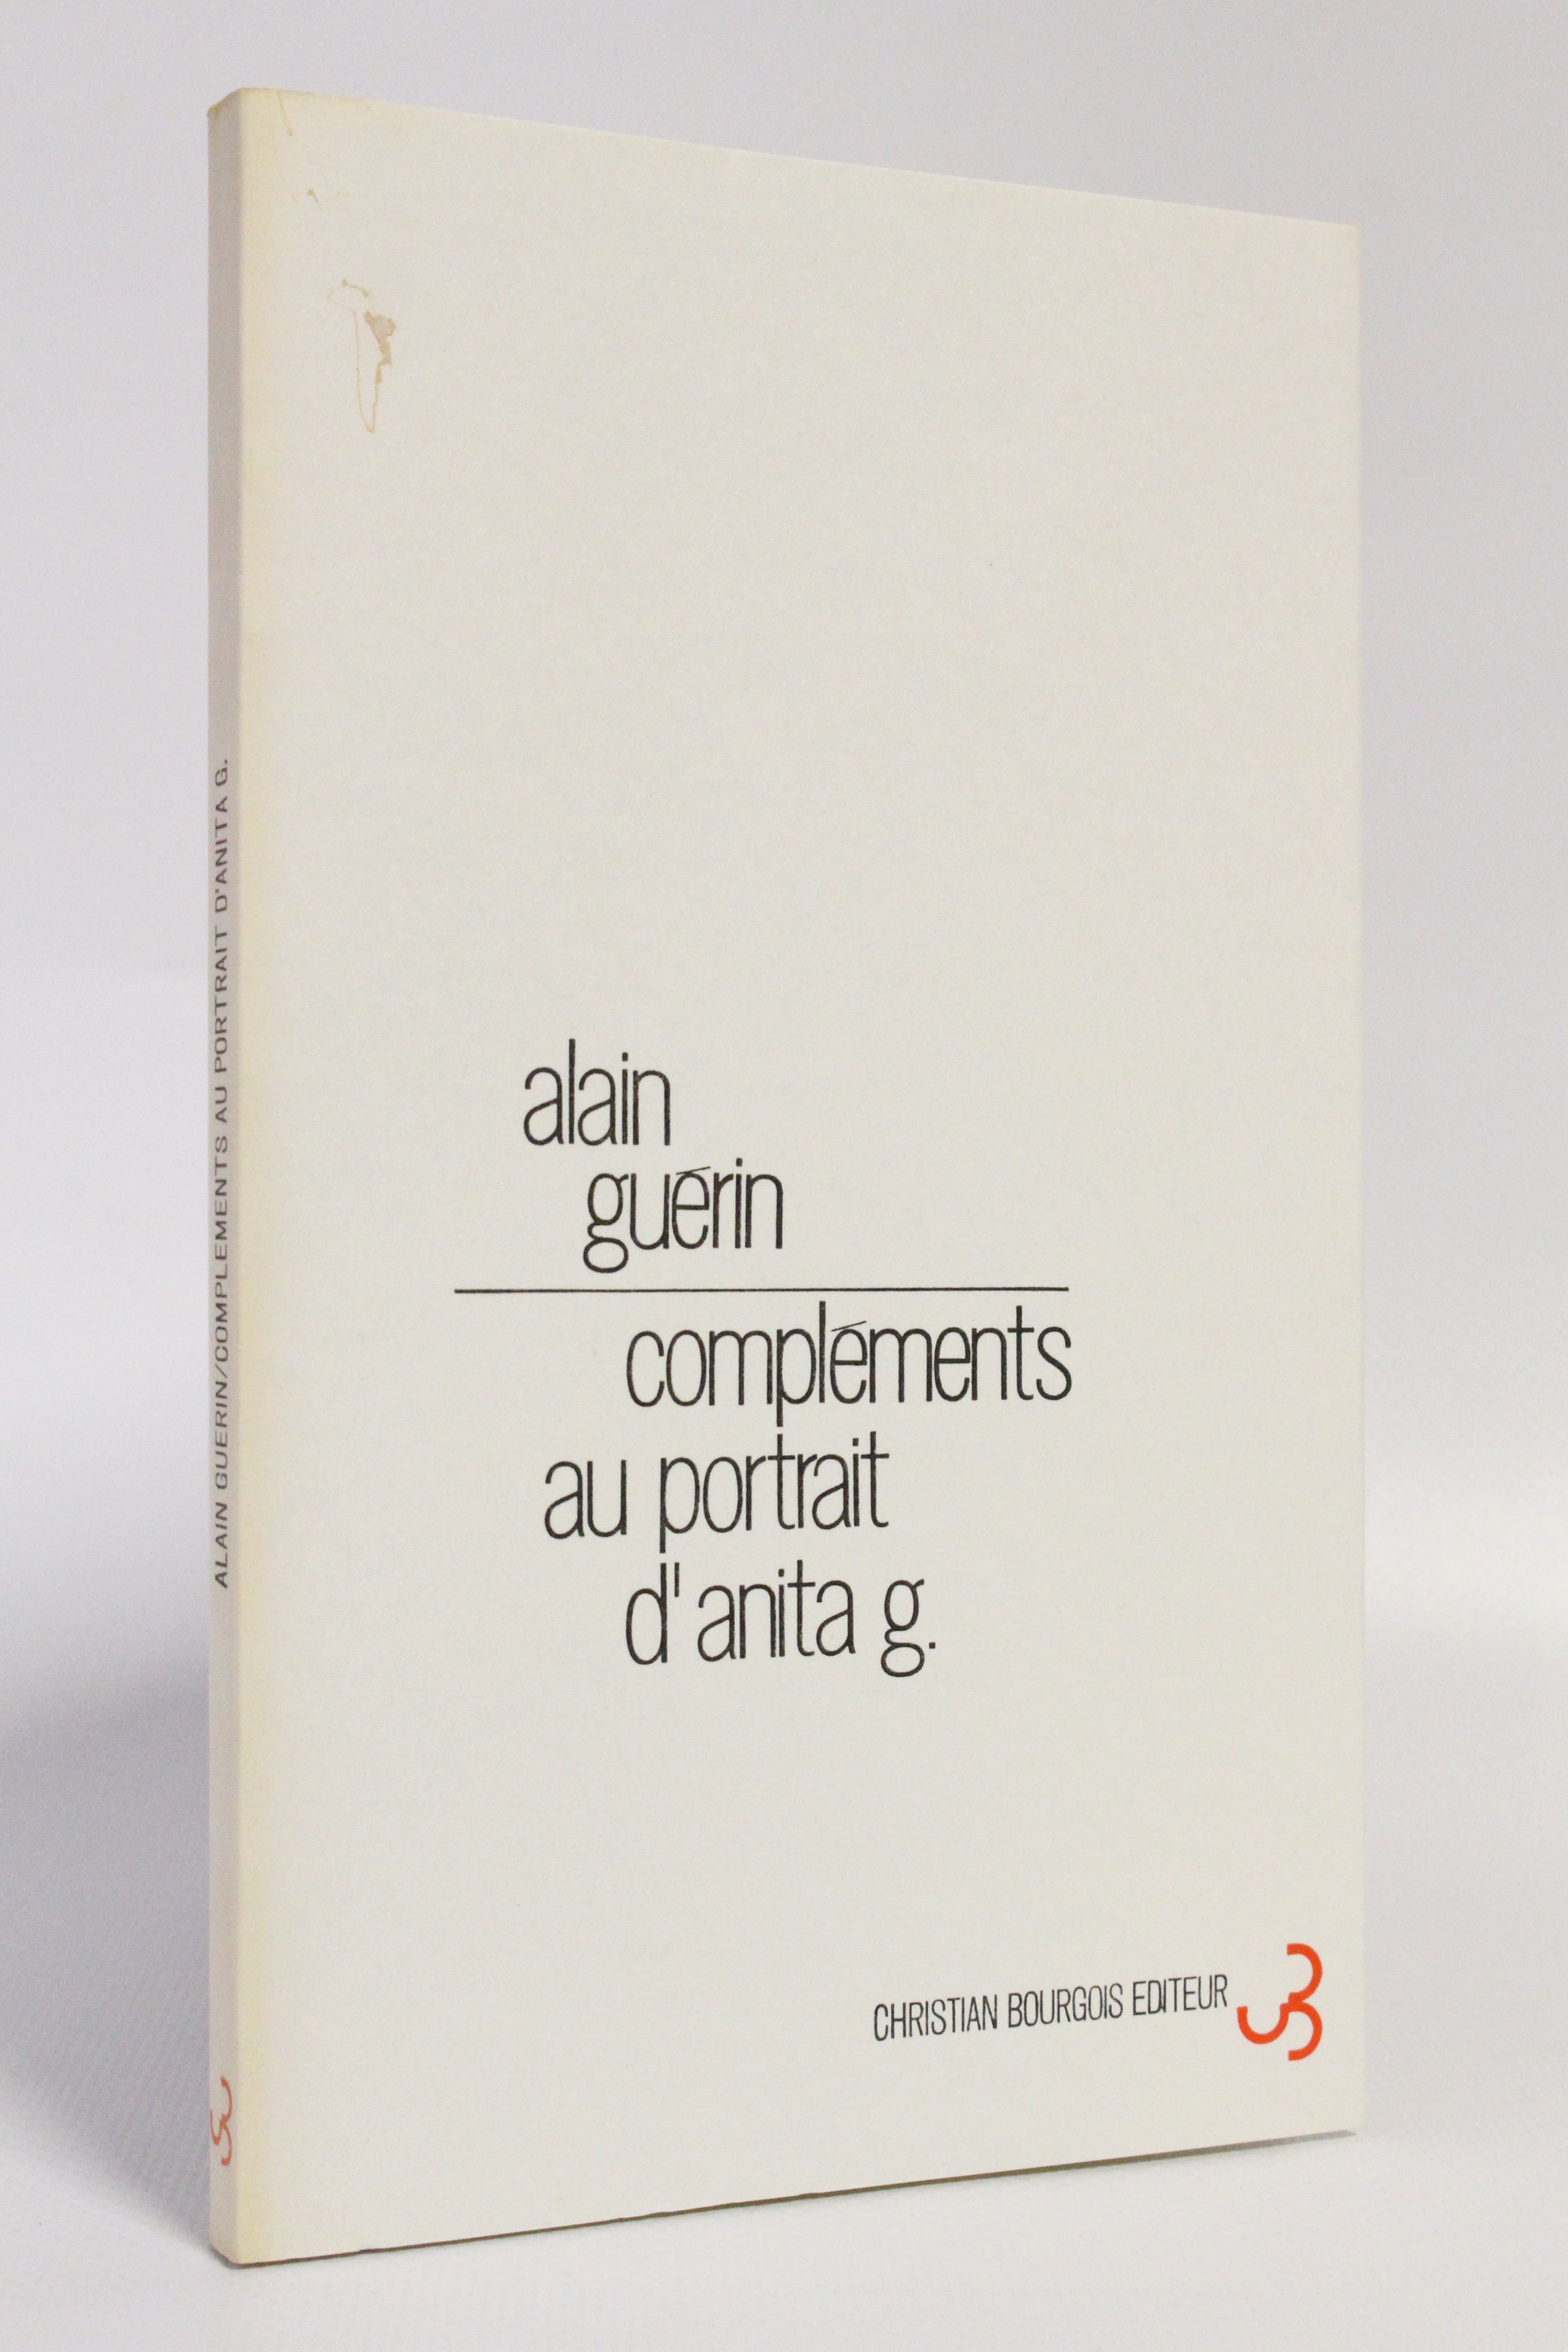 alain
guérin
compléments
au portrait
d'anita g.
CHRISTIAN BOURGOIS EDITEUR
ALAIN GUERIN/COMPLEMENTS AU PORTRAIT D'ANITA G.